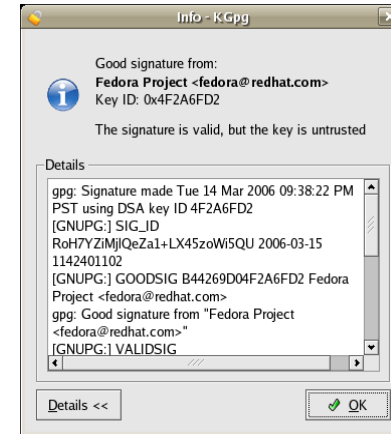 Info - KGpg
Good signature from:
Fedora Project <fedora@redhat.com>
Key ID: 0x4F2A6FD2
The signature is valid, but the key is untrusted
Details
gpg: Signature made Tue 14 Mar 2006 09:38:22 PM
PST using DSA key ID 4F2A6FD2
[GNUPG:] SIG_ID
RoH7YZiMjlQeZa1+LX45zoWi5QU 2006-03-15
1142401102
[GNUPG:] GOODSIG B44269D04F2A6FD2 Fedora
Project <fedora@redhat.com>
gpg: Good signature from "Fedora Project
<fedora@redhat.com>"
[GNUPG:] VALIDSIG
Details <<
OK